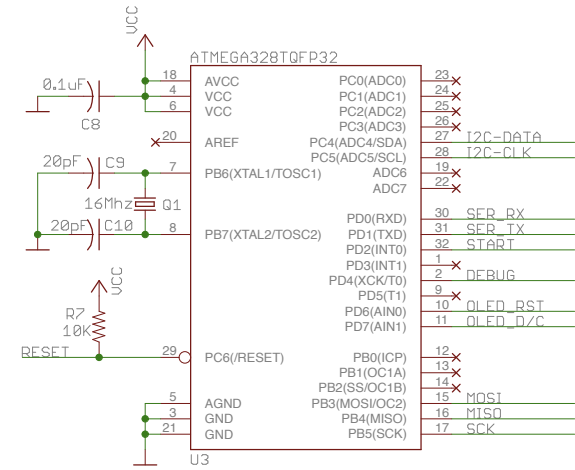 VCC
ATMEGA328TQFP32
0.1uF
C8
18 AVCC PC0(ADC0) 23
4 VCC PC1(ADC1) 24
6 VCC PC2(ADC2) 25
PC3(ADC3) 26
20 AREF PC4(ADC4/SDA) 27 I2C-DATA
PC5(ADC5/SCL) 28 I2C-CLK
20pF C9 7 PB6(XTAL1/TOSC1) ADC6 19
ADC7 22
16Mhz Q1
20pF C10 8 PB7(XTAL2/TOSC2)
PD0(RXD) 30 SER_RX
PD1(TXD) 31 SER_TX
PD2(INT0) 32 START
PD3(INT1) 1
PD4(XCK/T0) 2 DEBUG
PD5(T1) 9
PD6(AIN0) 10 OLED_RST
PD7(AIN1) 11 OLED_D/C
VCC
R7
10K
RESET 29 PC6(/RESET) PB0(ICP) 12
PB1(OC1A) 13
PB2(SS/OC1B) 14
5 AGND PB3(MOSI/OC2) 15 MOSI
3 GND PB4(MISO) 16 MISO
21 GND PB5(SCK) 17 SCK
U3